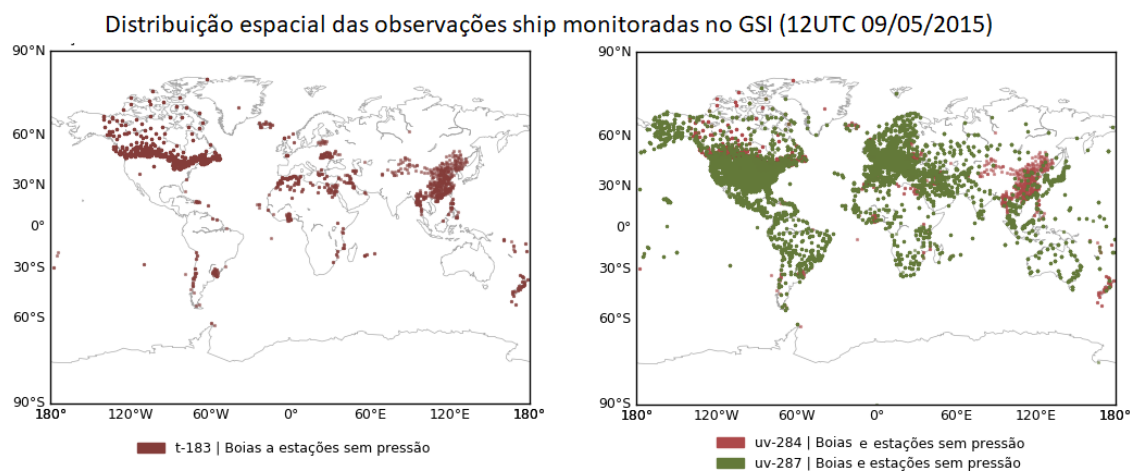 Distribuição espacial das observações ship monitoradas no GSI (12UTC 09/05/2015)
90°N
60°N
30°N
0°
30°S
60°S
90°S
180° 120°W 60°W 0° 60°E 120°E 180°
t-183 | Boias a estações sem pressão
90°N
60°N
30°N
0°
30°S
60°S
90°S
180° 120°W 60°W 0° 60°E 120°E 180°
uv-284 | Boias e estações sem pressão
uv-287 | Boias e estações sem pressão